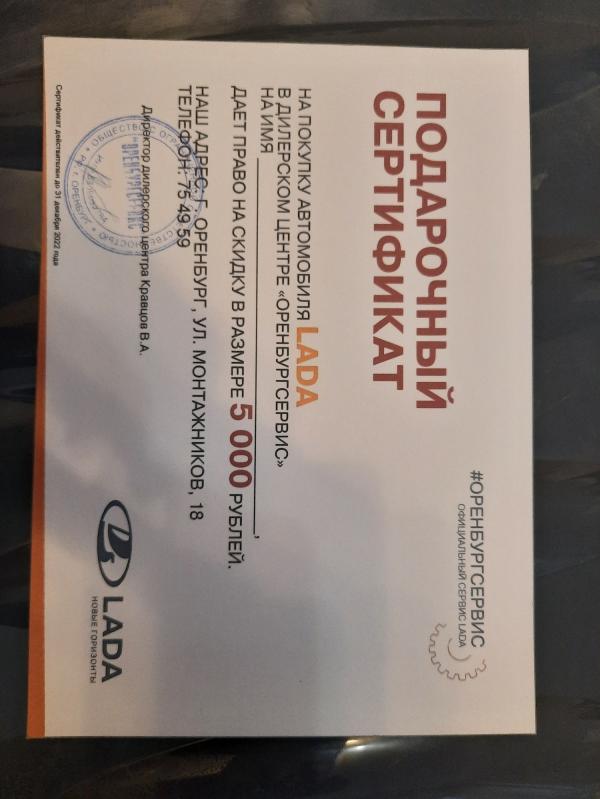 #ОРЕНБУРГСЕРВИС
ОФИЦИАЛЬНЫЙ СЕРВИС LADA
ПОДАРОЧНЫЙ
СЕРТИФИКАТ
НА ПОКУПКУ АВТОМОБИЛЯ LADA
В ДИЛЕРСКОМ ЦЕНТРЕ «ОРЕНБУРГСЕРВИС»
НА ИМЯ ,
ДАЕТ ПРАВО НА СКИДКУ В РАЗМЕРЕ 5 000 РУБЛЕЙ.
НАШ АДРЕС: Г. ОРЕНБУРГ, УЛ. МОНТАЖНИКОВ, 18
ТЕЛЕФОН: 75 49 59
Директор дилерского центра Кравцов В.А.
Сертификат действителен до 31 декабря 2022 года
LADA
НОВЫЕ ГОРИЗОНТЫ
ОРЕНБУРГСЕРВИС